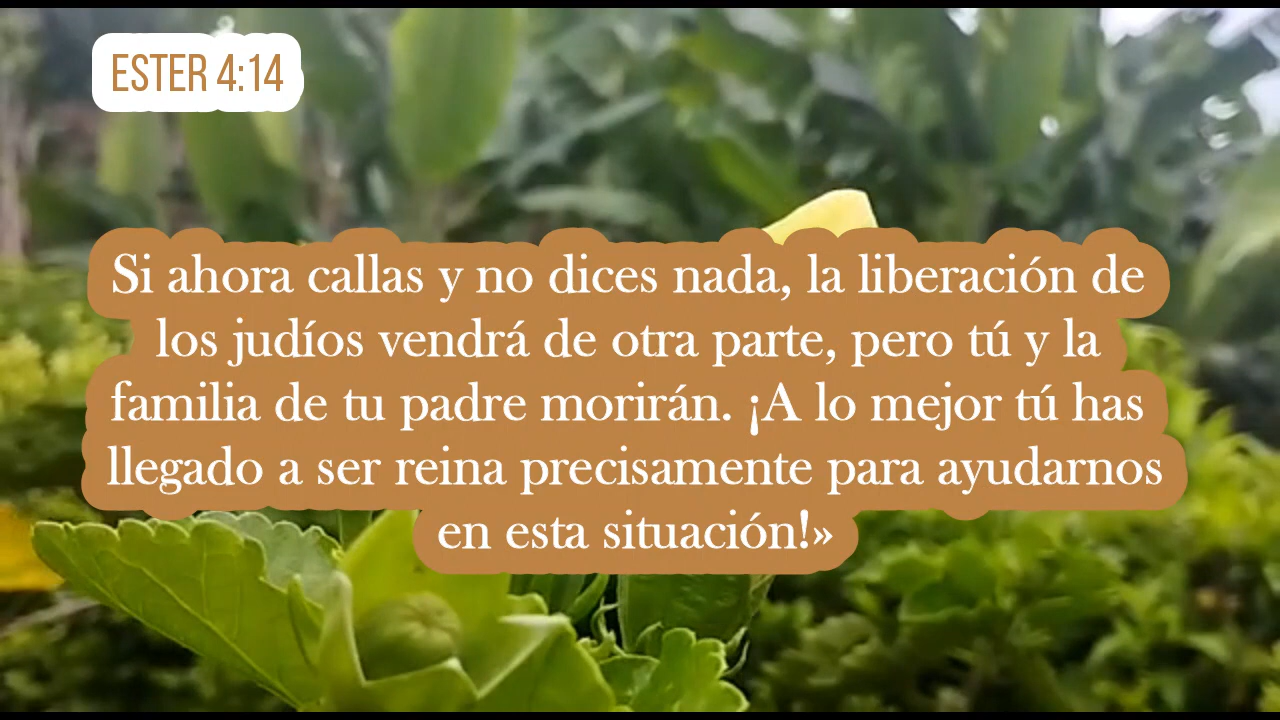 ESTER 4:14
Si ahora callas y no dices nada, la liberación de
los judíos vendrá de otra parte, pero tú y la
familia de tu padre morirán. ¡A lo mejor tú has
llegado a ser reina precisamente para ayudarnos
en esta situación!»